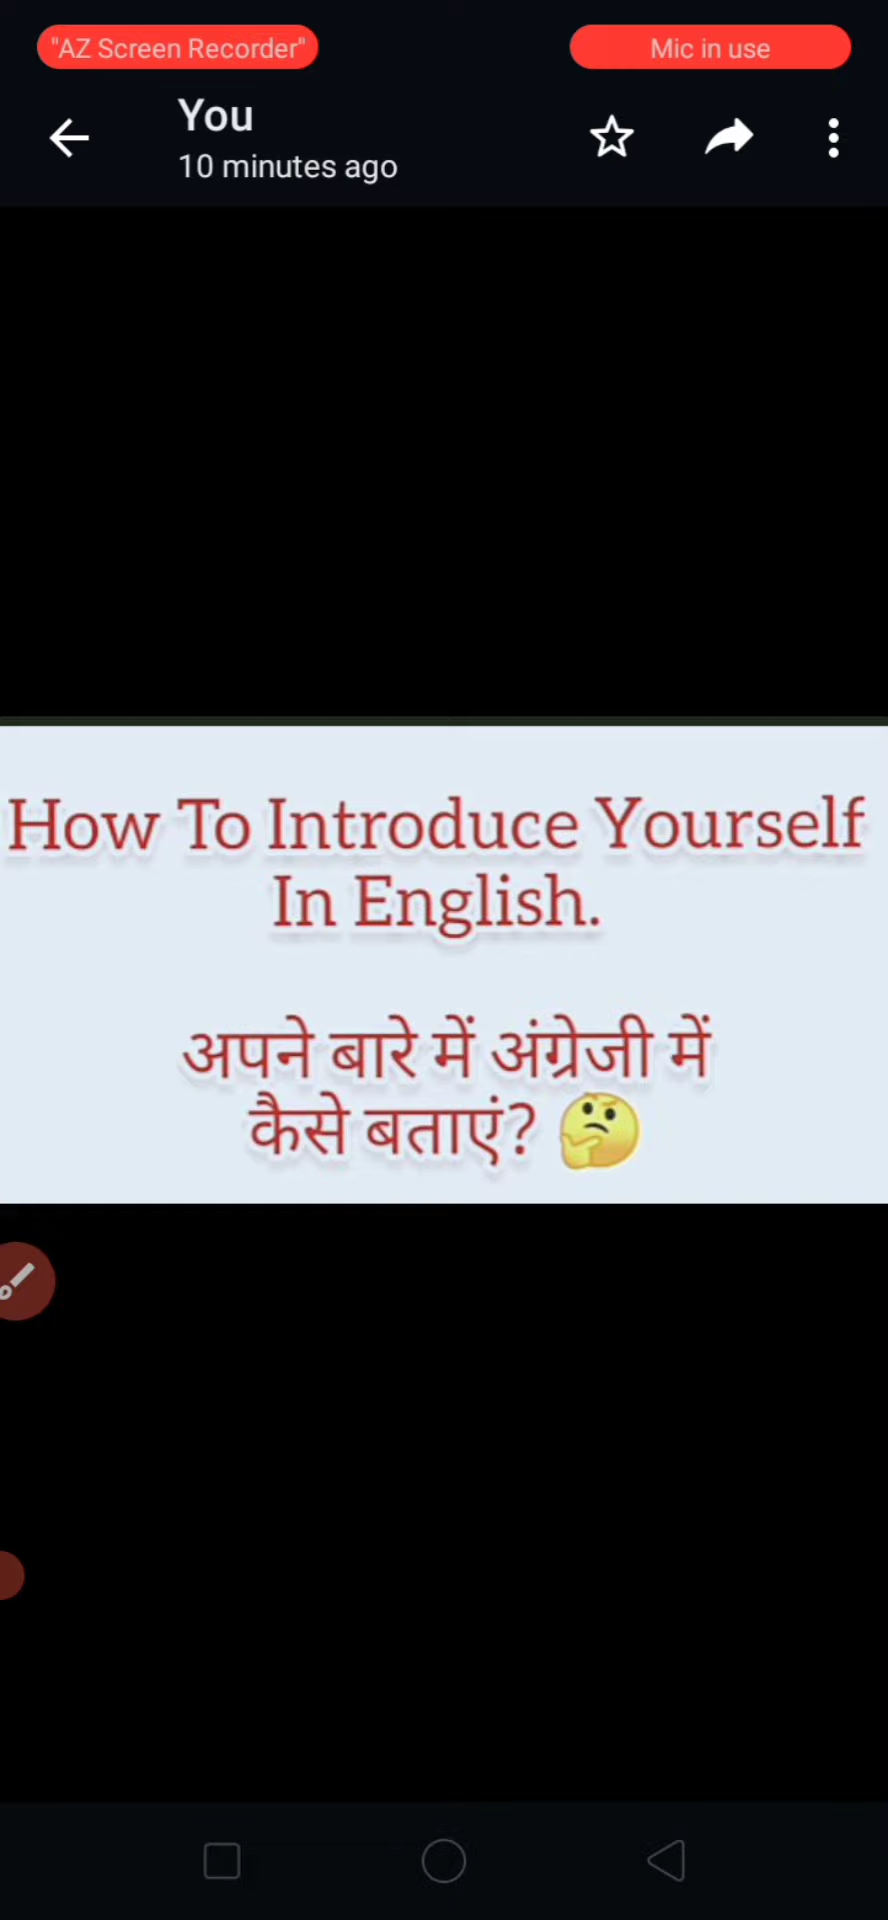 "AZ Screen Recorder"
Mic in use
You
10 minutes ago
How To Introduce Yourself
In English.
अपने बारे में अंग्रेजी में
कैसे बताएं? 🤔